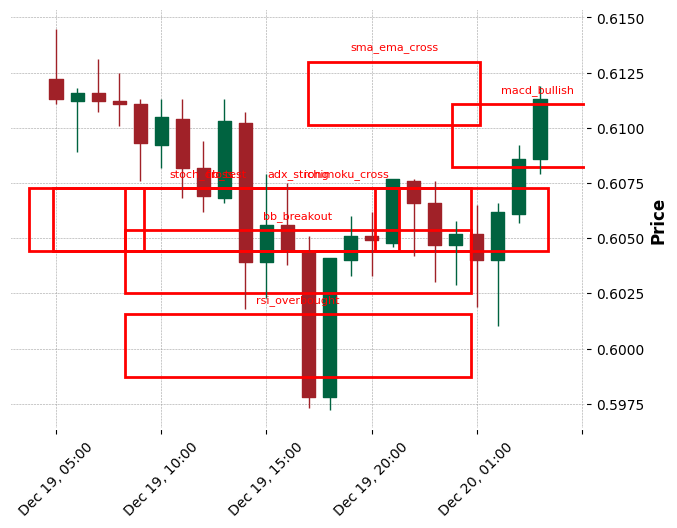 sma_ema_cross
macd_bullish
adx_strong
ichimoku_cross
bb_breakout
rsi_overbought
0.6150
0.6125
0.6100
0.6075
0.6050
0.6025
0.6000
0.5975
Price
Dec 19, 05:00
Dec 19, 10:00
Dec 19, 15:00
Dec 19, 20:00
Dec 20, 01:00